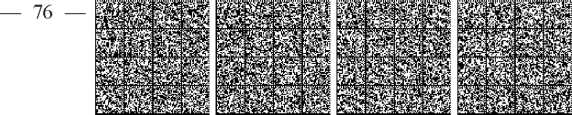 — 76 —